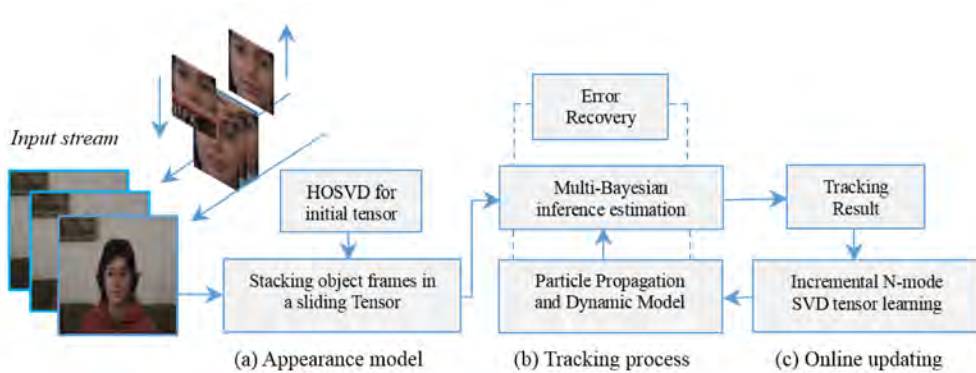 Input stream
HOSVD for
initial tensor
Stacking object frames in
a sliding Tensor
(a) Appearance model
Error
Recovery
Multi-Bayesian
inference estimation
Particle Propagation
and Dynamic Model
(b) Tracking process
Tracking
Result
Incremental N-mode
SVD tensor learning
(c) Online updating